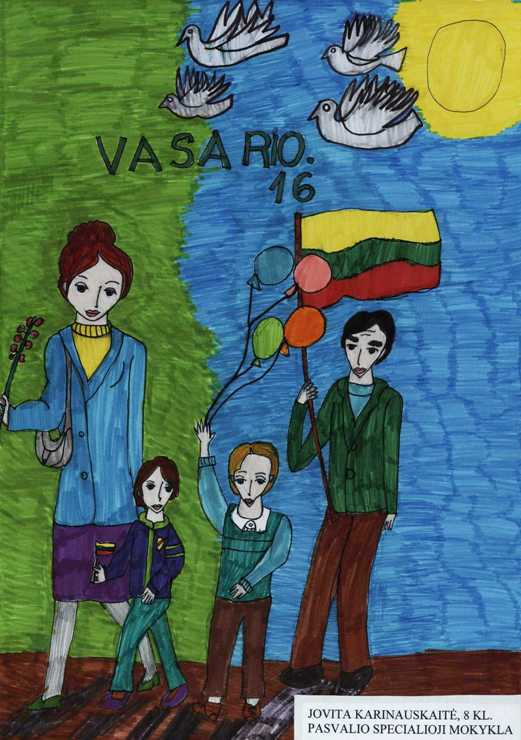 VASARIO.
16
JOVITA KARINAUSKAITĖ, 8 KL.
PASVALIO SPECIALIOJI MOKYKLA